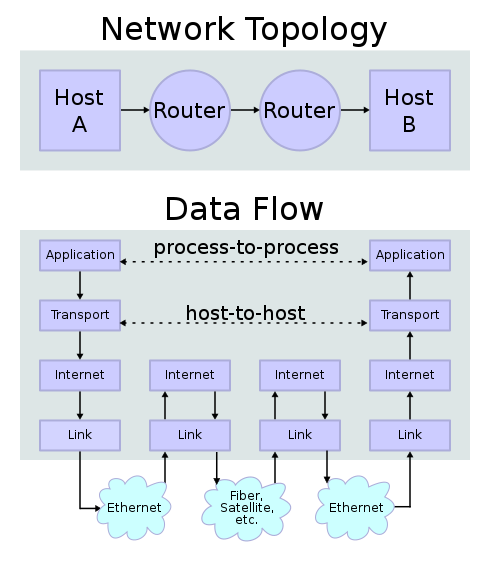 Network Topology
Host
A
Router
Router
Host
B
Data Flow
process-to-process
Application
Application
host-to-host
Transport
Transport
Internet
Internet
Internet
Internet
Link
Link
Link
Link
Ethernet
Fiber,
Satellite,
etc.
Ethernet